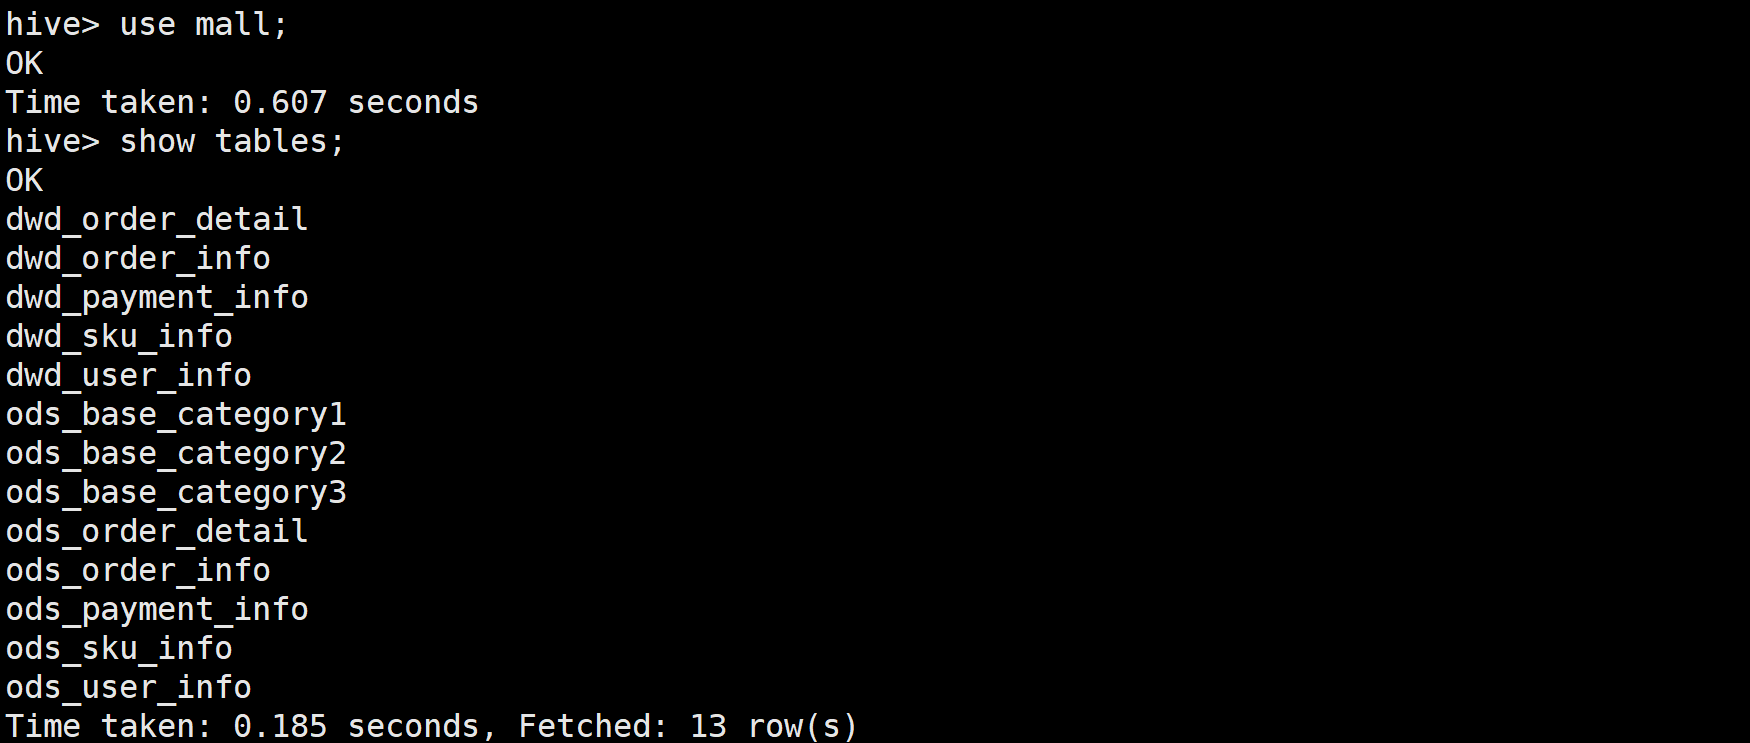 hive> use mall;
OK
Time taken: 0.607 seconds
hive> show tables;
OK
dwd_order_detail
dwd_order_info
dwd_payment_info
dwd_sku_info
dwd_user_info
ods_base_category1
ods_base_category2
ods_base_category3
ods_order_detail
ods_order_info
ods_payment_info
ods_sku_info
ods_user_info
Time taken: 0.185 seconds, Fetched: 13 row(s)